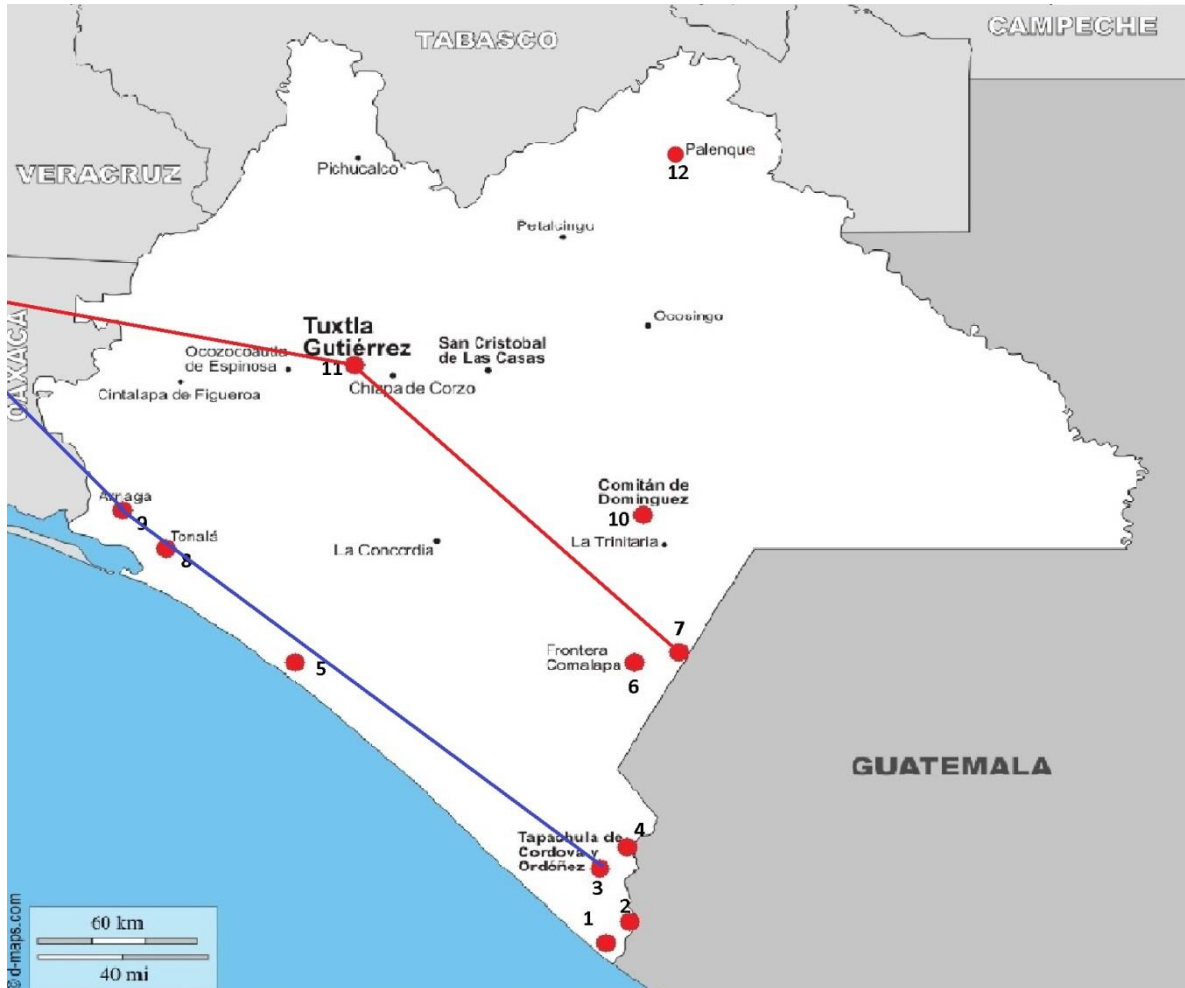 TABASCO
CAMPECHE
VERACRUZ
Pichucalco
Palenque
12
Petalcingo
OAXACA
Tuxtla
Gutiérrez
11
Ocosingo
San Cristobal
de Las Casas
Ocozocoautla
de Espinosa
Chiapa de Corzo
Cintalapa de Figueroa
Comitán de
Dominguez
10
Arriaga
9
Tonalá
8
La Concordia
La Trinitaria
7
Frontera
Comalapa
6
5
GUATEMALA
4
Tapachula de
Cordova y
Ordóñez
3
2
1
60 km
40 mi
© d-maps.com